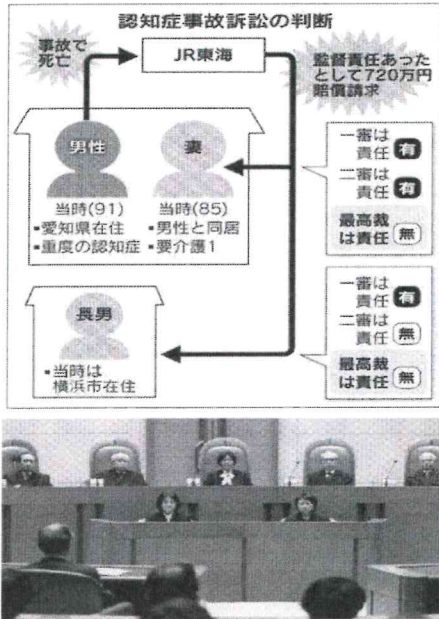 認知症事故訴訟の判断
事故で
死亡
JR東海
監督責任あった
として720万円
賠償請求
男性
妻
当時(91)
▪愛知県在住
▪重度の認知症
当時(85)
▪男性と同居
▪要介護1
一審は
責任 有
二審は
責任 有
最高裁
は責任 無
長男
▪当時は
横浜市在住
一審は
責任 有
二審は
責任 無
最高裁
は責任 無